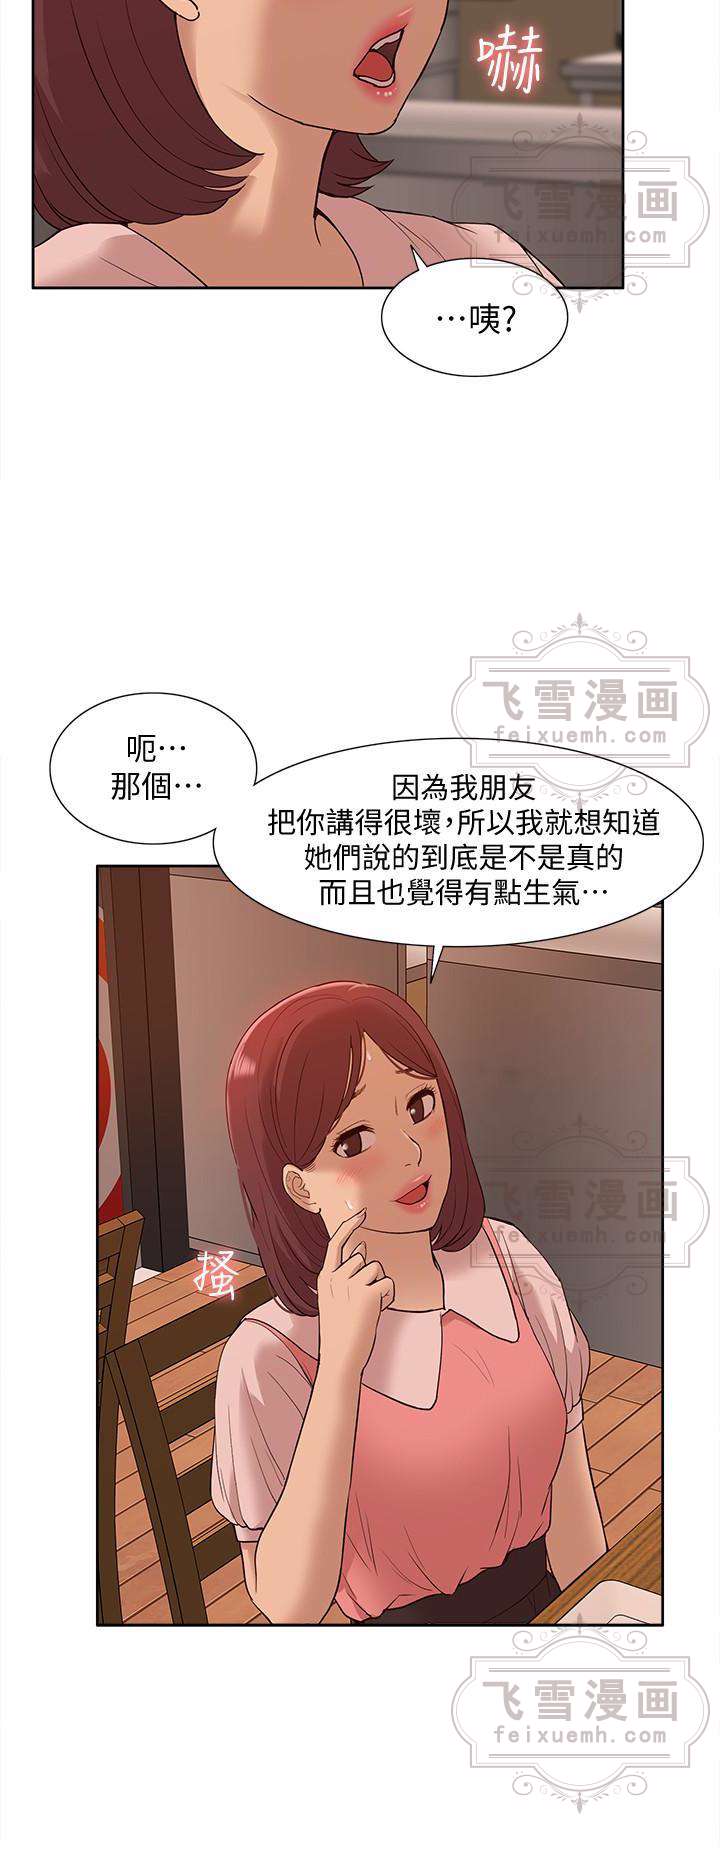 嚇
飞雪漫画
feixuemh.com
…咦?
飞雪漫画
feixuemh.com
呃…
那個…
因為我朋友
把你講得很壞,所以我就想知道
她們說的到底是不是真的
而且也覺得有點生氣…
飞雪漫画
feixuemh.com
搔
飞雪漫画
feixuemh.com